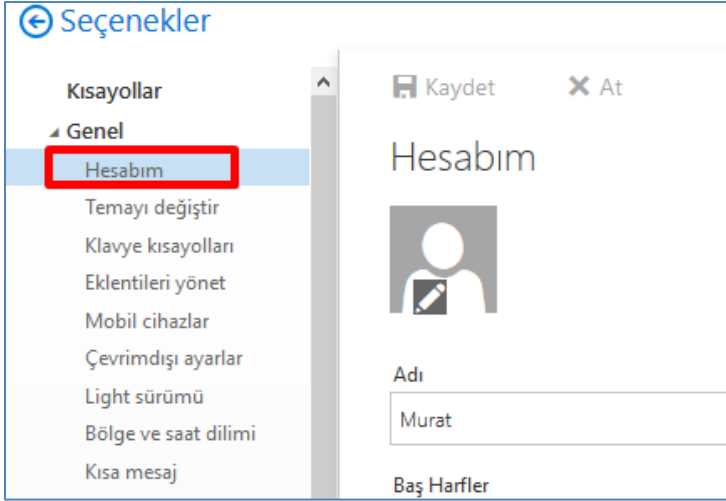 Seçenekler
Kısayollar
Genel
Hesabım
Temayı değiştir
Klavye kısayolları
Eklentileri yönet
Mobil cihazlar
Çevrimdışı ayarlar
Light sürümü
Bölge ve saat dilimi
Kısa mesaj
Kaydet
At
Hesabım
Adı
Murat
Baş Harfler